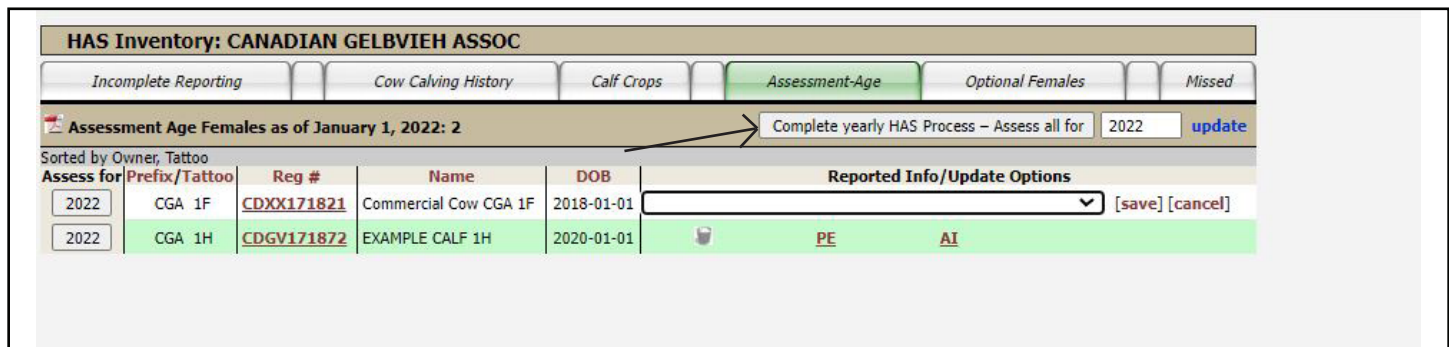 HAS Inventory: CANADIAN GELBVIEH ASSOC
Incomplete Reporting Cow Calving History Calf Crops Assessment-Age Optional Females Missed
Assessment Age Females as of January 1, 2022: 2 Complete yearly HAS Process – Assess all for 2022 update
Sorted by Owner, Tattoo
Assess for Prefix/Tattoo Reg # Name DOB Reported Info/Update Options
2022 CGA 1F CDXX171821 Commercial Cow CGA 1F 2018-01-01 [save] [cancel]
2022 CGA 1H CDGV171872 EXAMPLE CALF 1H 2020-01-01 PE AI